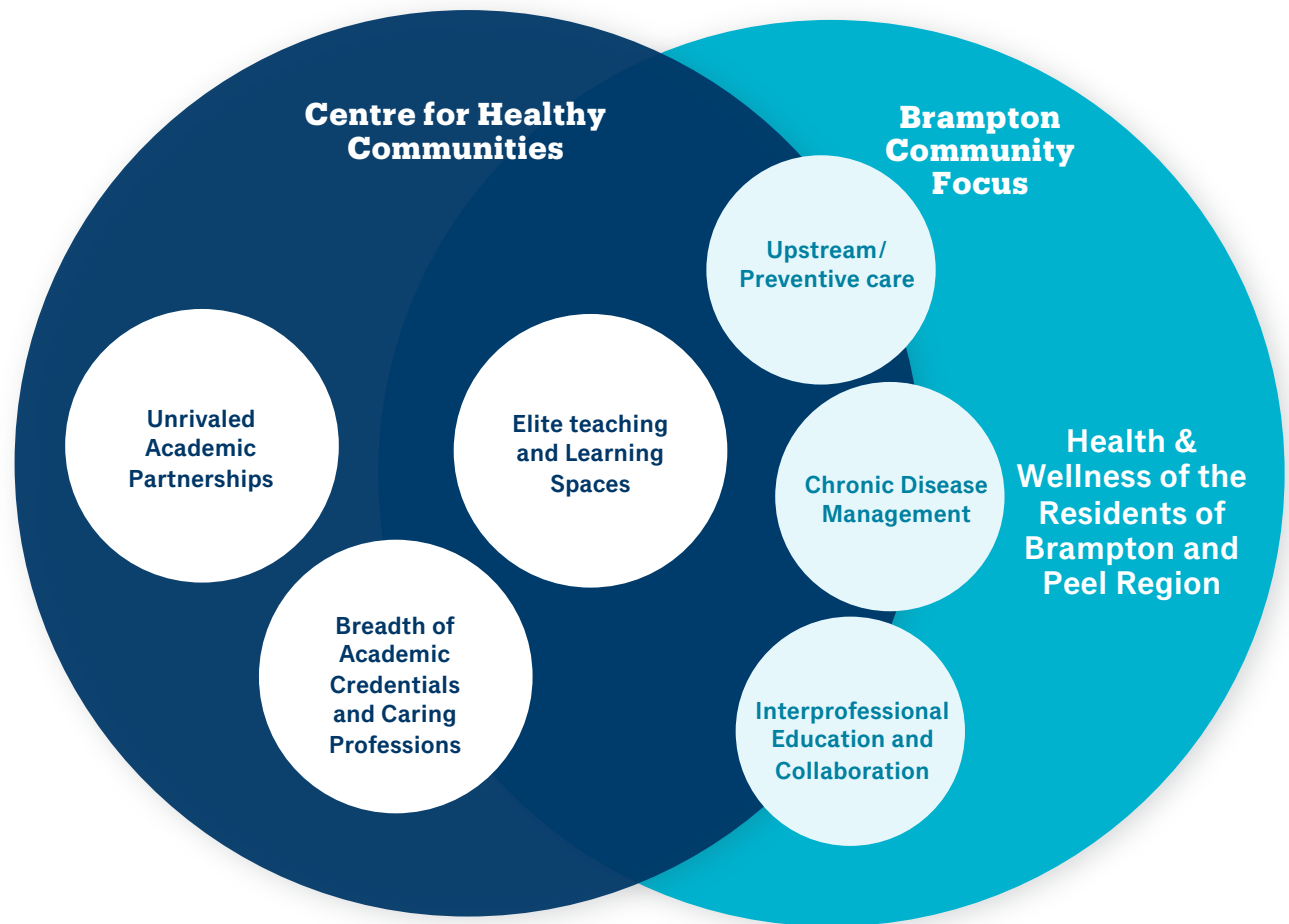 Centre for Healthy
Communities
Brampton
Community
Focus
Upstream/
Preventive care
Unrivaled
Academic
Partnerships
Elite teaching
and Learning
Spaces
Chronic Disease
Management
Health &
Wellness of the
Residents of
Brampton and
Peel Region
Breadth of
Academic
Credentials
and Caring
Professions
Interprofessional
Education and
Collaboration